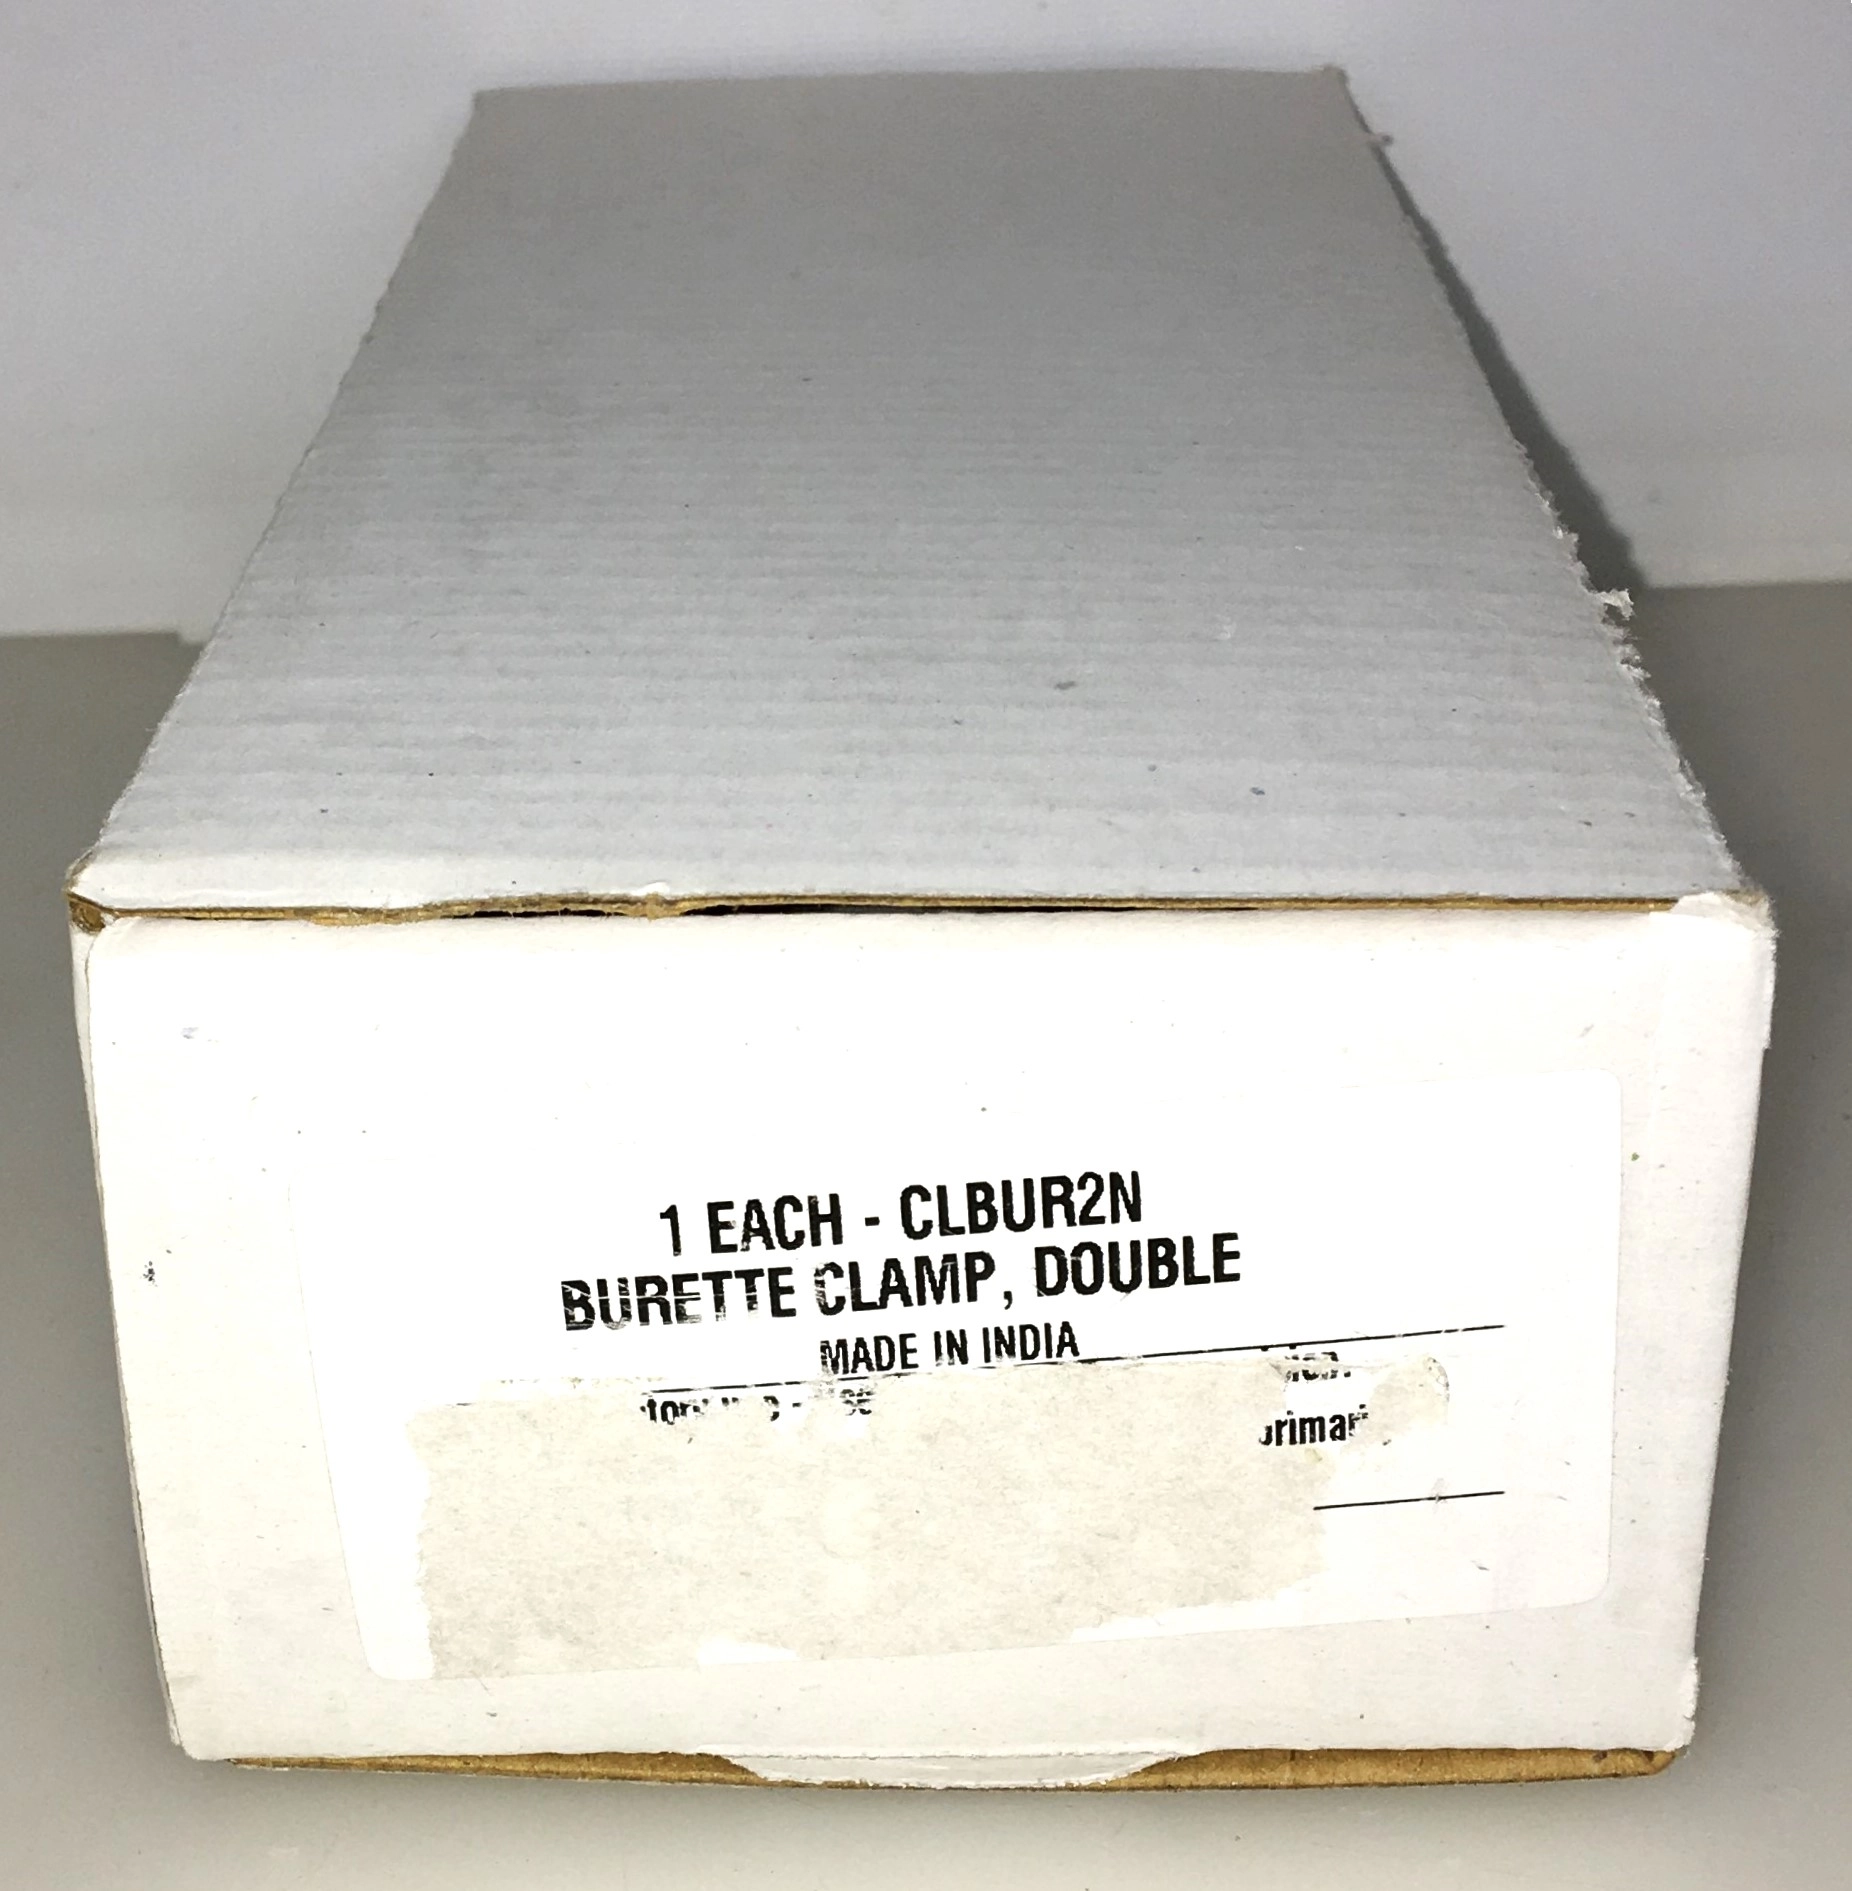 1 EACH - CLBUR2N
BURETTE CLAMP, DOUBLE
MADE IN INDIA